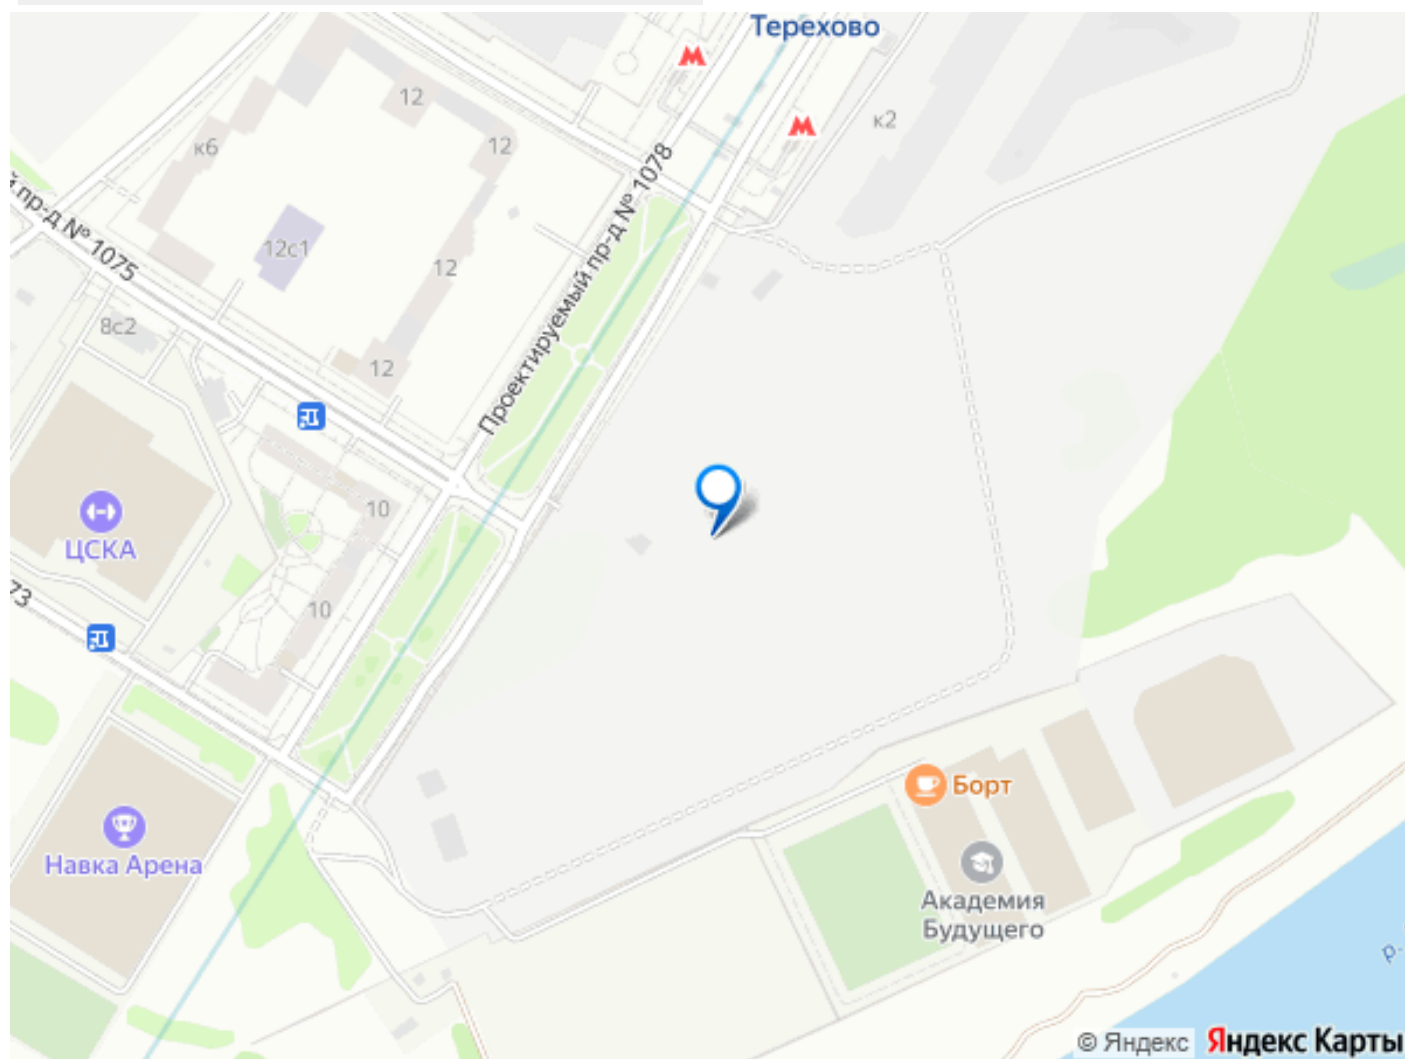 Терехово
12
к2
12
к6
Проектируемый пр-д № 1078
й пр-д № 1075
12с1
12
8с2
12
10
ЦСКА
73
10
Борт
Навка Арена
Академия
Будущего
р.
© Яндекс Яндекс Карты